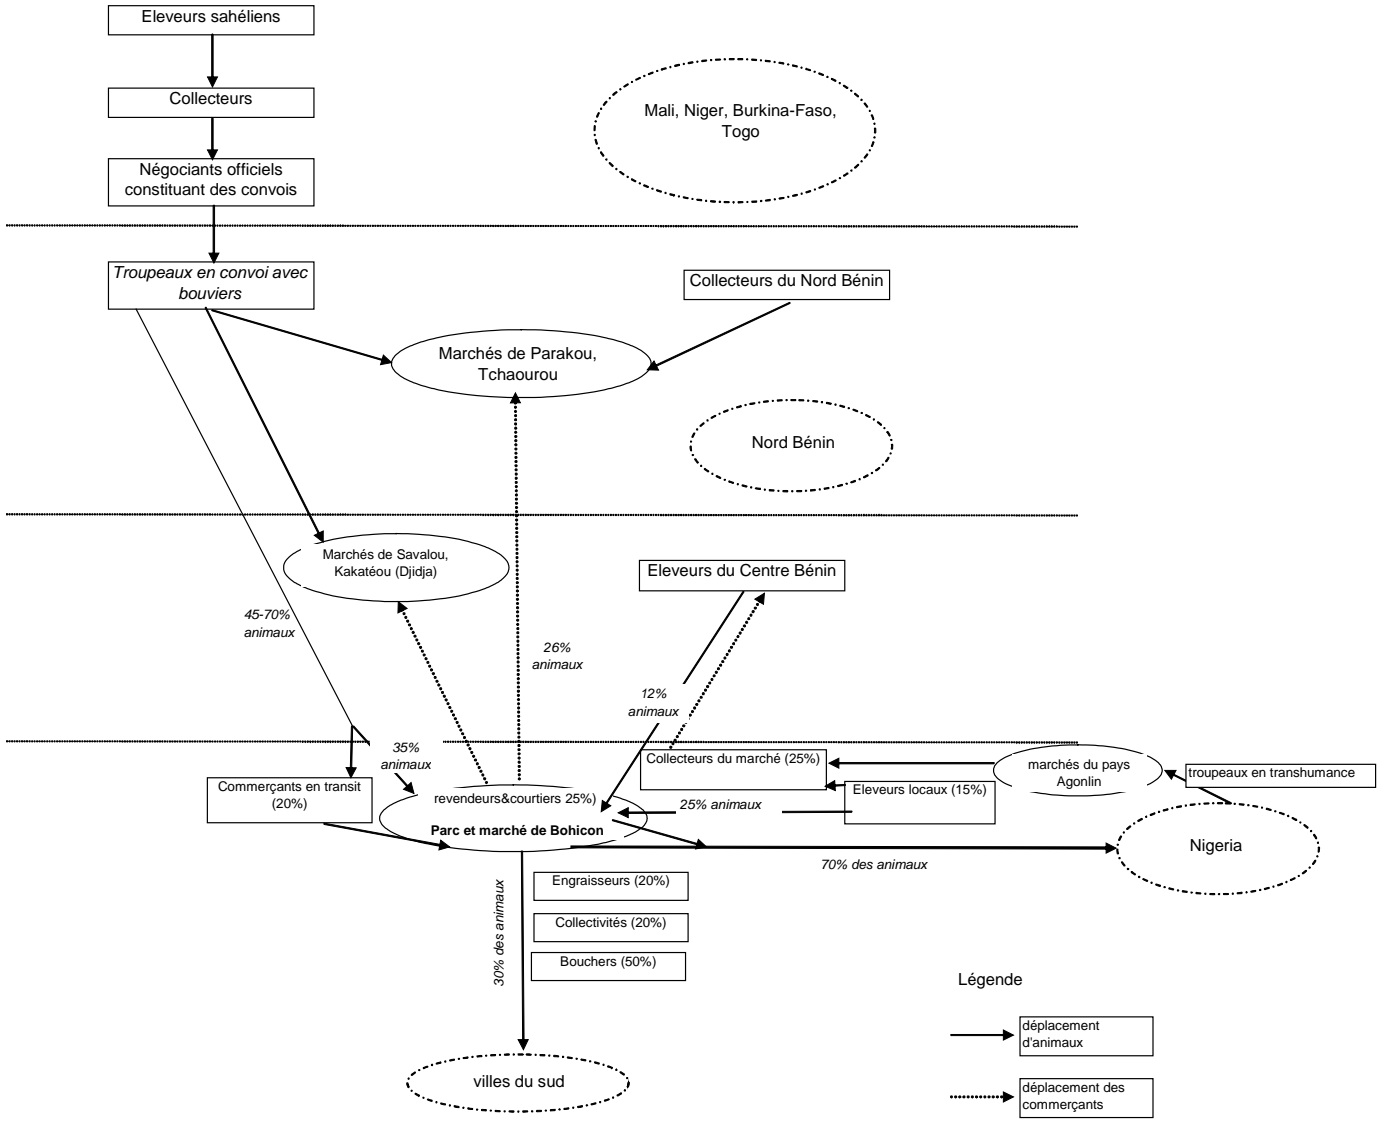 Eleveurs sahéliens
Collecteurs
Mali, Niger, Burkina-Faso,
Togo
Négociants officiels
constituant des convois
Troupeaux en convoi avec
bouviers
Collecteurs du Nord Bénin
Marchés de Parakou,
Tchaourou
Nord Bénin
Marchés de Savalou,
Kakatéou (Djidja)
Eleveurs du Centre Bénin
45-70%
animaux
26%
animaux
12%
animaux
35%
animaux
Collecteurs du marché (25%)
marchés du pays
Agonlin
troupeaux en transhumance
Commerçants en transit
(20%)
revendeurs&courtiers 25%)
Parc et marché de Bohicon
25% animaux
Eleveurs locaux (15%)
Nigeria
70% des animaux
30% des animaux
Engraisseurs (20%)
Collectivités (20%)
Bouchers (50%)
villes du sud
Légende
déplacement
d'animaux
déplacement des
commerçants